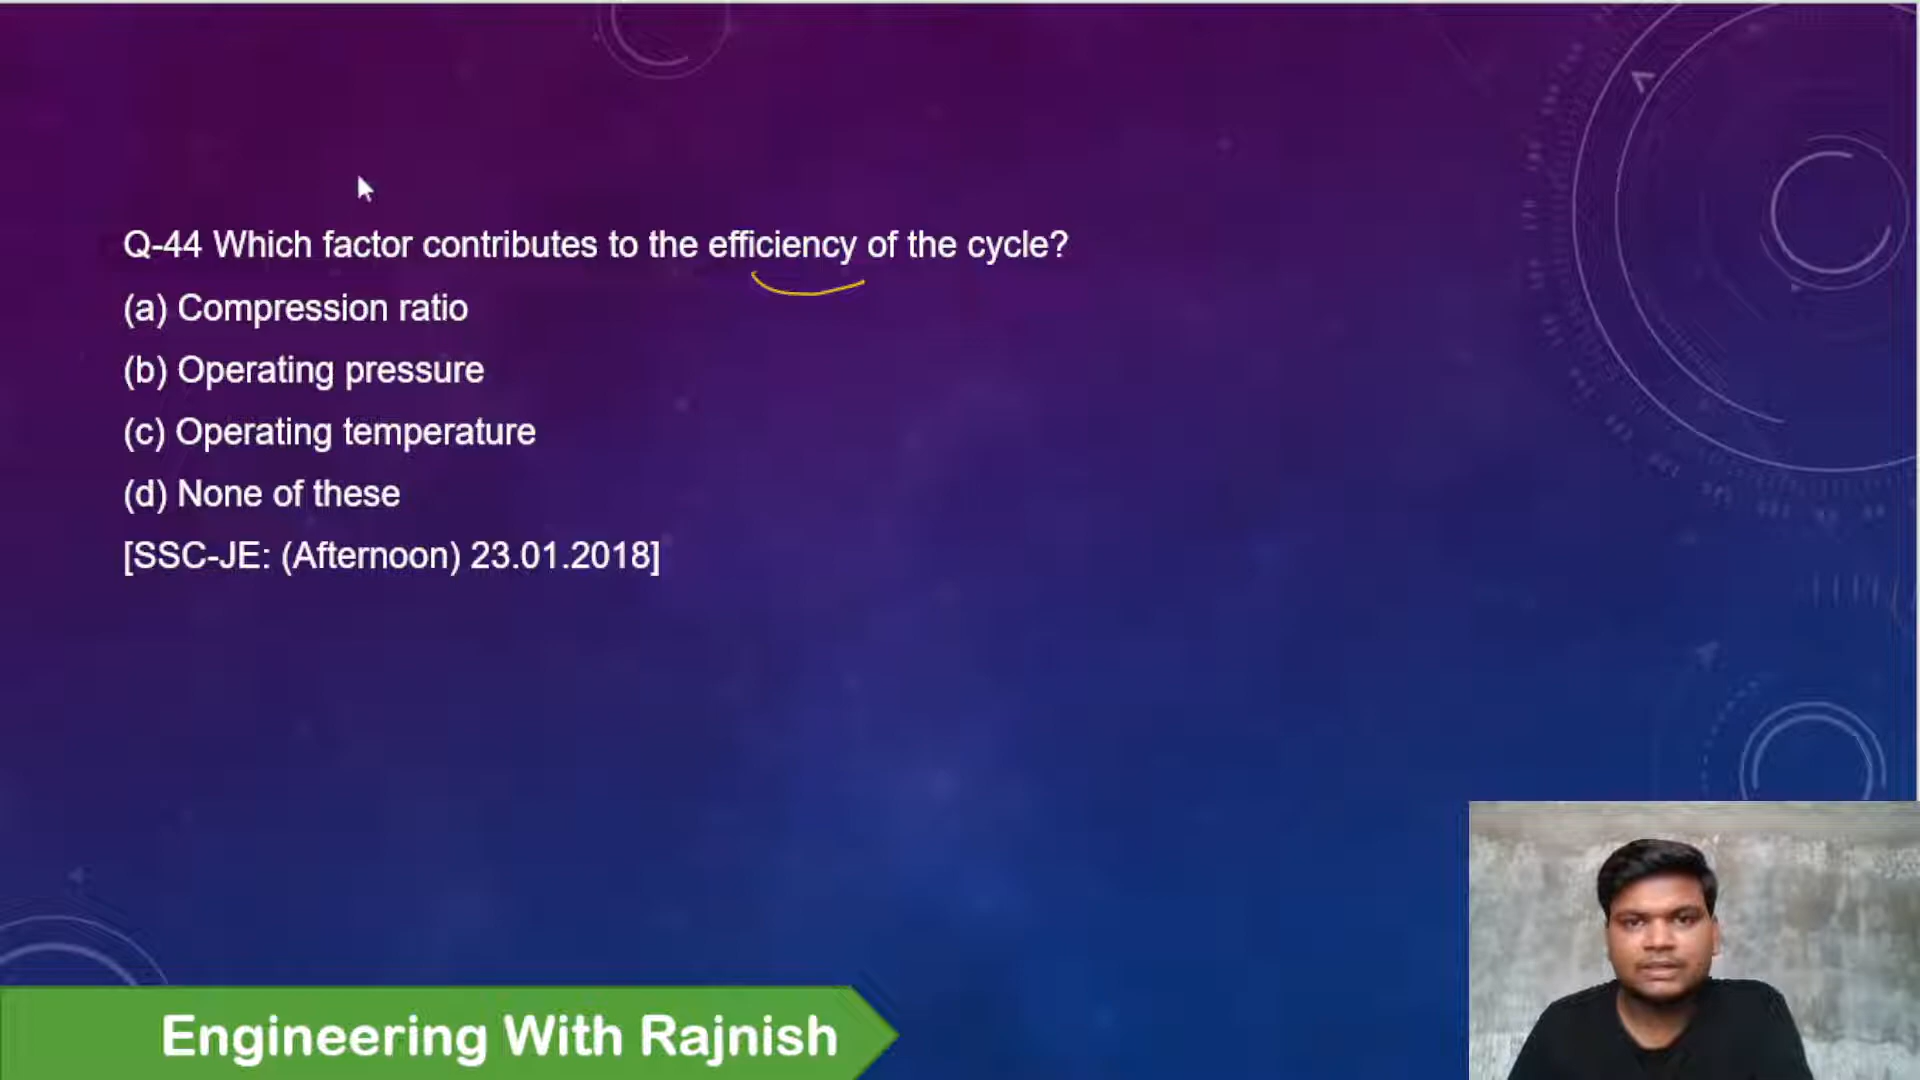 Q-44 Which factor contributes to the efficiency of the cycle?
(a) Compression ratio
(b) Operating pressure
(c) Operating temperature
(d) None of these
[SSC-JE: (Afternoon) 23.01.2018]
Engineering With Rajnish